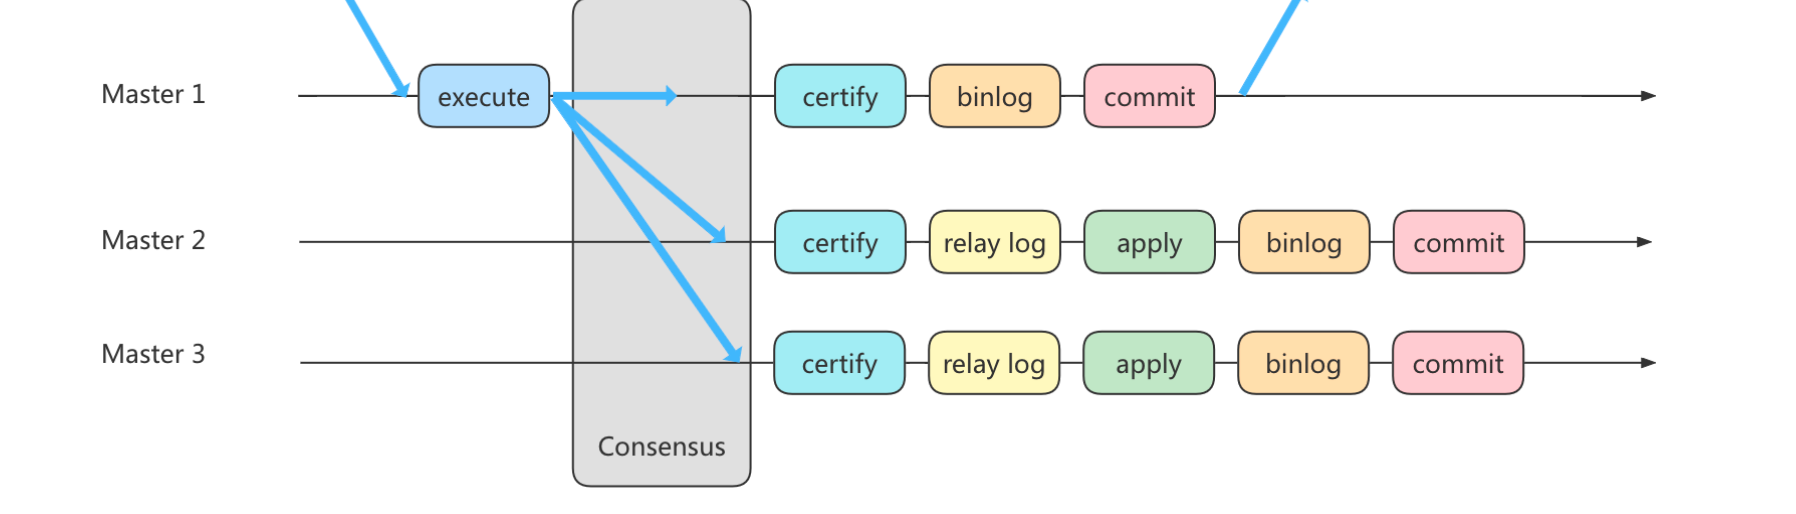 Master 1
execute
certify
binlog
commit
Master 2
certify
relay log
apply
binlog
commit
Master 3
certify
relay log
apply
binlog
commit
Consensus